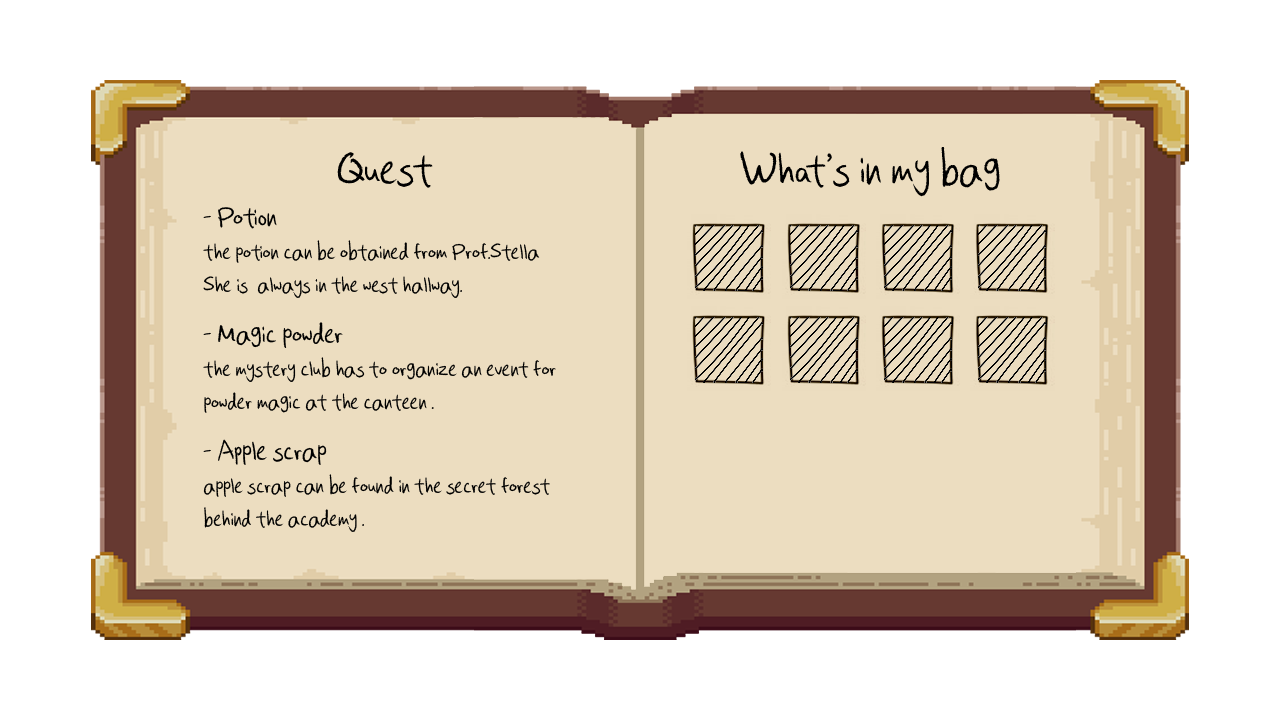 Quest
- Potion
the potion can be obtained from Prof.Stella
She is always in the west hallway.
- Magic powder
the mystery club has to organize an event for
powder magic at the canteen.
- Apple scrap
apple scrap can be found in the secret forest
behind the academy.
What's in my bag